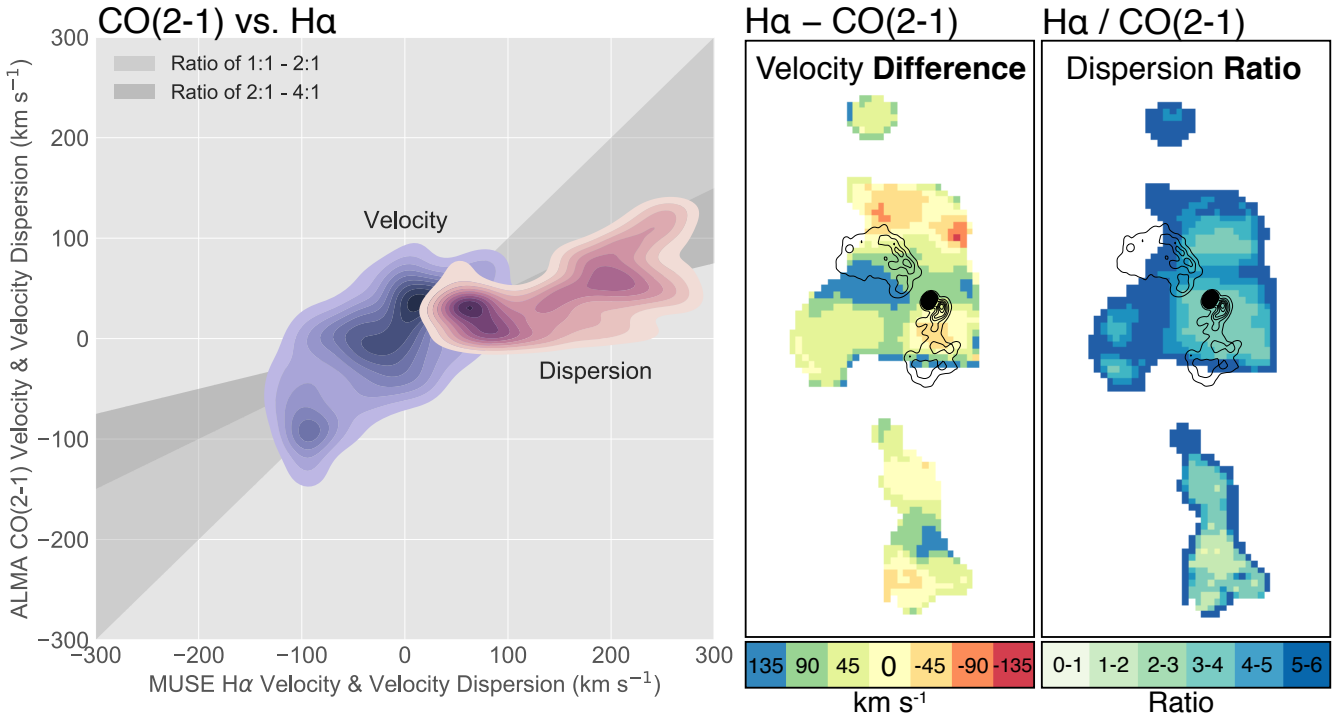 CO(2-1) vs. Hα
300
200
100
0
−100
−200
−300
ALMA CO(2-1) Velocity & Velocity Dispersion (km s⁻¹)
Ratio of 1:1 - 2:1
Ratio of 2:1 - 4:1
Velocity
Dispersion
−300 −200 −100 0 100 200 300
MUSE Hα Velocity & Velocity Dispersion (km s⁻¹)
Hα − CO(2-1)
Velocity Difference
135 90 45 0 -45 -90 -135
km s⁻¹
Hα / CO(2-1)
Dispersion Ratio
0-1 1-2 2-3 3-4 4-5 5-6
Ratio